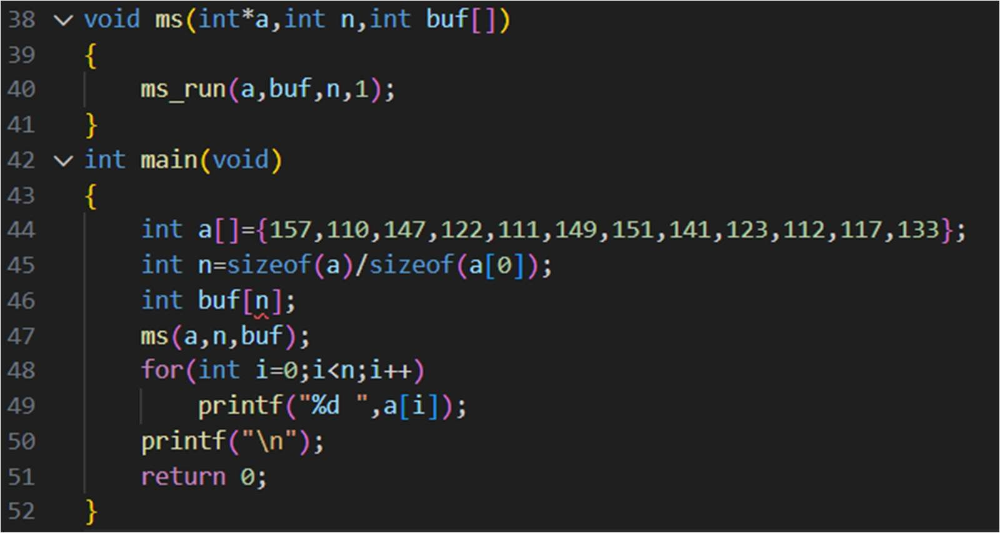 38 void ms(int*a,int n,int buf[])
39 {
40     ms_run(a,buf,n,1);
41 }
42 int main(void)
43 {
44     int a[]={157,110,147,122,111,149,151,141,123,112,117,133};
45     int n=sizeof(a)/sizeof(a[0]);
46     int buf[n];
47     ms(a,n,buf);
48     for(int i=0;i<n;i++)
49         printf("%d ",a[i]);
50     printf("\n");
51     return 0;
52 }